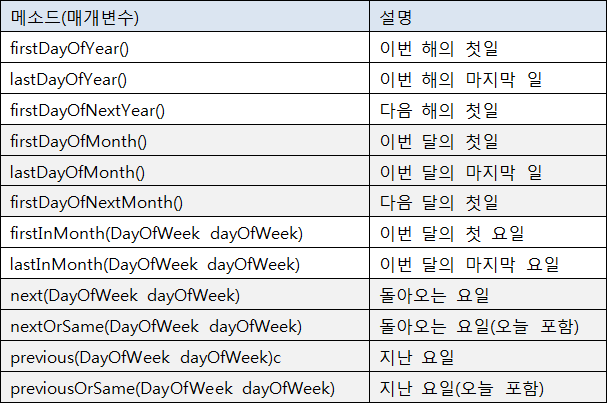 메소드(매개변수) 설명
firstDayOfYear() 이번 해의 첫일
lastDayOfYear() 이번 해의 마지막 일
firstDayOfNextYear() 다음 해의 첫일
firstDayOfMonth() 이번 달의 첫일
lastDayOfMonth() 이번 달의 마지막 일
firstDayOfNextMonth() 다음 달의 첫일
firstInMonth(DayOfWeek dayOfWeek) 이번 달의 첫 요일
lastInMonth(DayOfWeek dayOfWeek) 이번 달의 마지막 요일
next(DayOfWeek dayOfWeek) 돌아오는 요일
nextOrSame(DayOfWeek dayOfWeek) 돌아오는 요일(오늘 포함)
previous(DayOfWeek dayOfWeek)c 지난 요일
previousOrSame(DayOfWeek dayOfWeek) 지난 요일(오늘 포함)